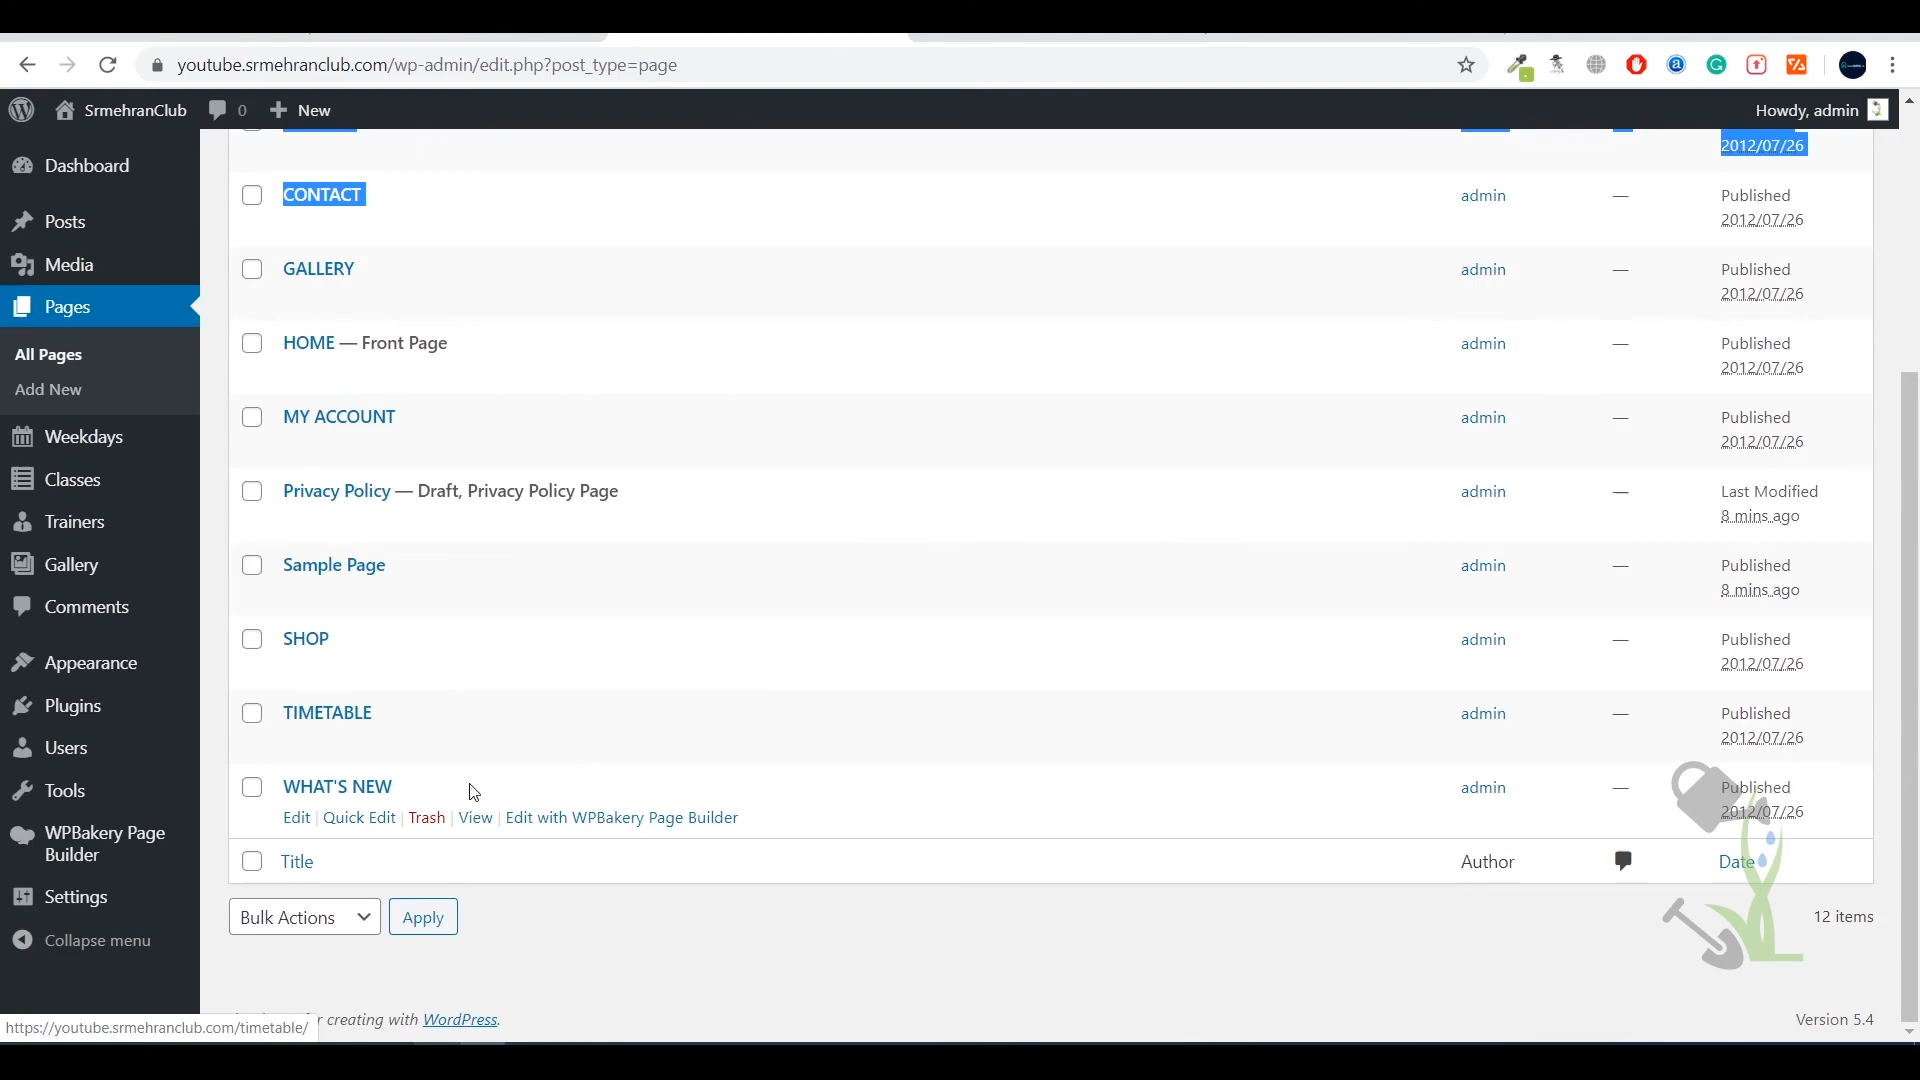 youtube.srmehranclub.com/wp-admin/edit.php?post_type=page
SrmehranClub 0 New Howdy, admin
Dashboard
Posts
Media
Pages
All Pages
Add New
Weekdays
Classes
Trainers
Gallery
Comments
Appearance
Plugins
Users
Tools
WPBakery Page
Builder
Settings
Collapse menu
2012/07/26
CONTACT admin — Published
2012/07/26
GALLERY admin — Published
2012/07/26
HOME — Front Page admin — Published
2012/07/26
MY ACCOUNT admin — Published
2012/07/26
Privacy Policy — Draft, Privacy Policy Page admin — Last Modified
8 mins ago
Sample Page admin — Published
8 mins ago
SHOP admin — Published
2012/07/26
TIMETABLE admin — Published
2012/07/26
WHAT'S NEW admin — Published
Edit | Quick Edit | Trash | View | Edit with WPBakery Page Builder 2012/07/26
Title Author Date
Bulk Actions Apply 12 items
for creating with WordPress. Version 5.4
https://youtube.srmehranclub.com/timetable/